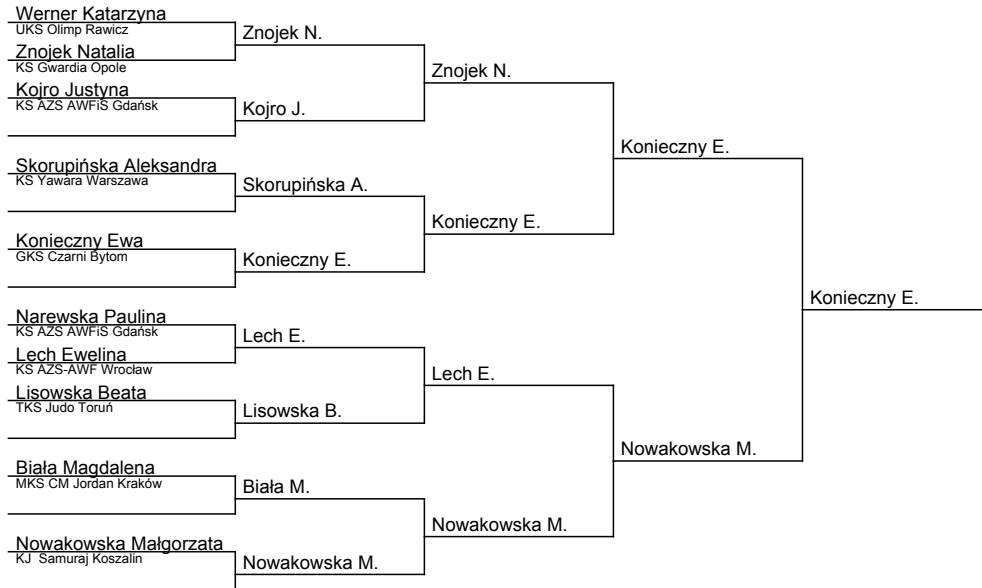 Werner Katarzyna
UKS Olimp Rawicz
Znojek Natalia
KS Gwardia Opole
Kojro Justyna
KS AZS AWFiS Gdańsk
Skorupińska Aleksandra
KS Yawara Warszawa
Konieczny Ewa
GKS Czarni Bytom
Narewska Paulina
KS AZS AWFiS Gdańsk
Lech Ewelina
KS AZS-AWF Wrocław
Lisowska Beata
TKS Judo Toruń
Biała Magdalena
MKS CM Jordan Kraków
Nowakowska Małgorzata
KJ  Samuraj Koszalin
Znojek N.
Kojro J.
Skorupińska A.
Konieczny E.
Lech E.
Lisowska B.
Biała M.
Nowakowska M.
Znojek N.
Konieczny E.
Lech E.
Nowakowska M.
Konieczny E.
Nowakowska M.
Konieczny E.